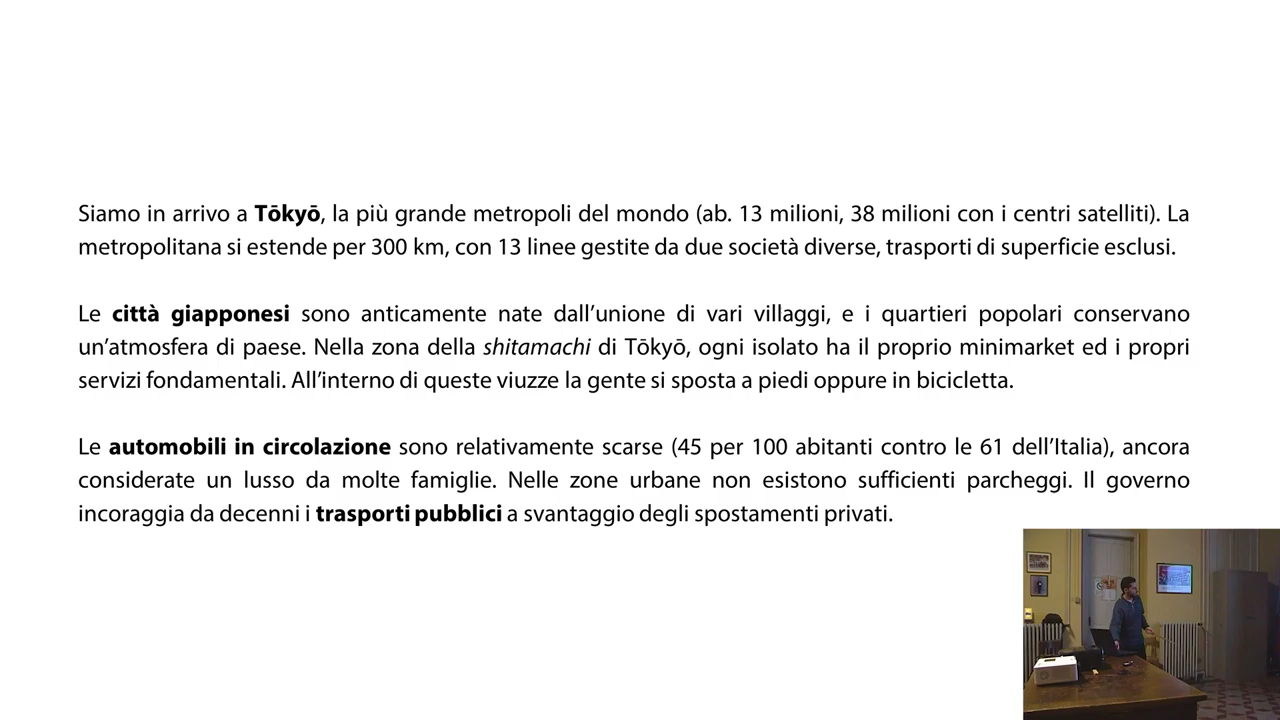 Siamo in arrivo a Tōkyō, la più grande metropoli del mondo (ab. 13 milioni, 38 milioni con i centri satelliti). La
metropolitana si estende per 300 km, con 13 linee gestite da due società diverse, trasporti di superficie esclusi.
Le città giapponesi sono anticamente nate dall’unione di vari villaggi, e i quartieri popolari conservano
un’atmosfera di paese. Nella zona della shitamachi di Tōkyō, ogni isolato ha il proprio minimarket ed i propri
servizi fondamentali. All’interno di queste viuzze la gente si sposta a piedi oppure in bicicletta.
Le automobili in circolazione sono relativamente scarse (45 per 100 abitanti contro le 61 dell’Italia), ancora
considerate un lusso da molte famiglie. Nelle zone urbane non esistono sufficienti parcheggi. Il governo
incoraggia da decenni i trasporti pubblici a svantaggio degli spostamenti privati.